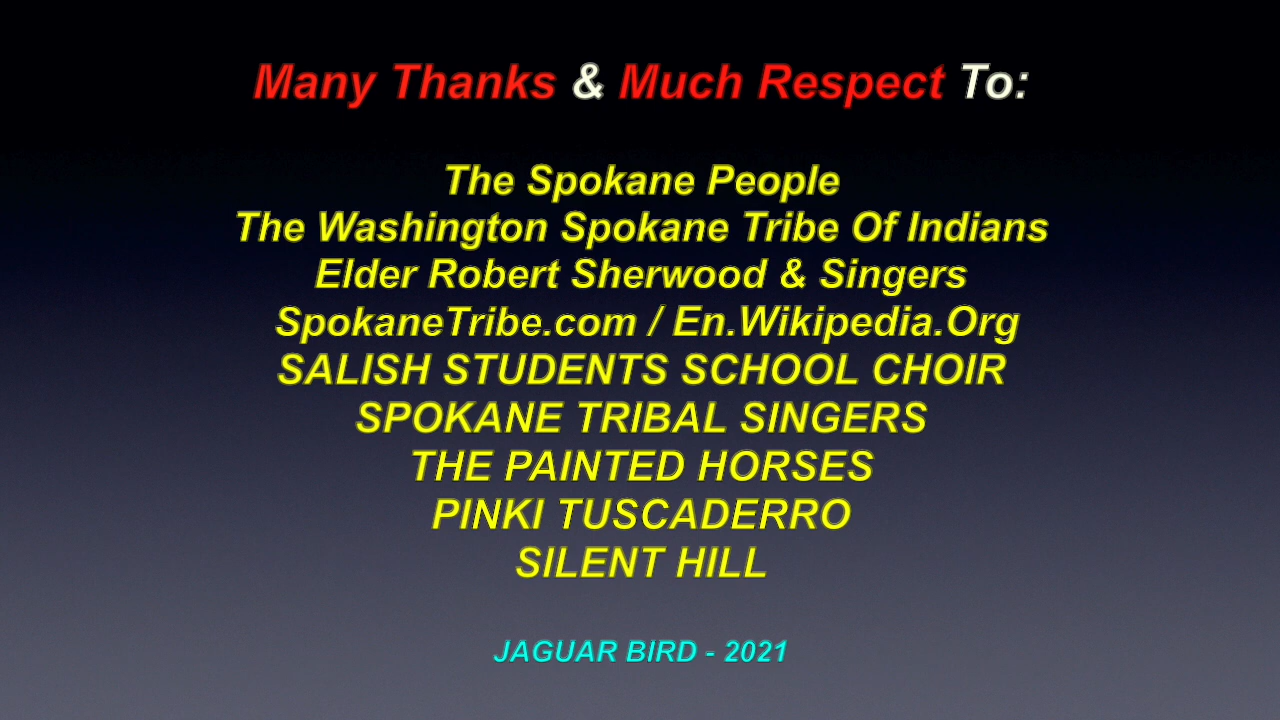 Many Thanks & Much Respect To:
The Spokane People
The Washington Spokane Tribe Of Indians
Elder Robert Sherwood & Singers
SpokaneTribe.com / En.Wikipedia.Org
SALISH STUDENTS SCHOOL CHOIR
SPOKANE TRIBAL SINGERS
THE PAINTED HORSES
PINKI TUSCADERRO
SILENT HILL
JAGUAR BIRD - 2021